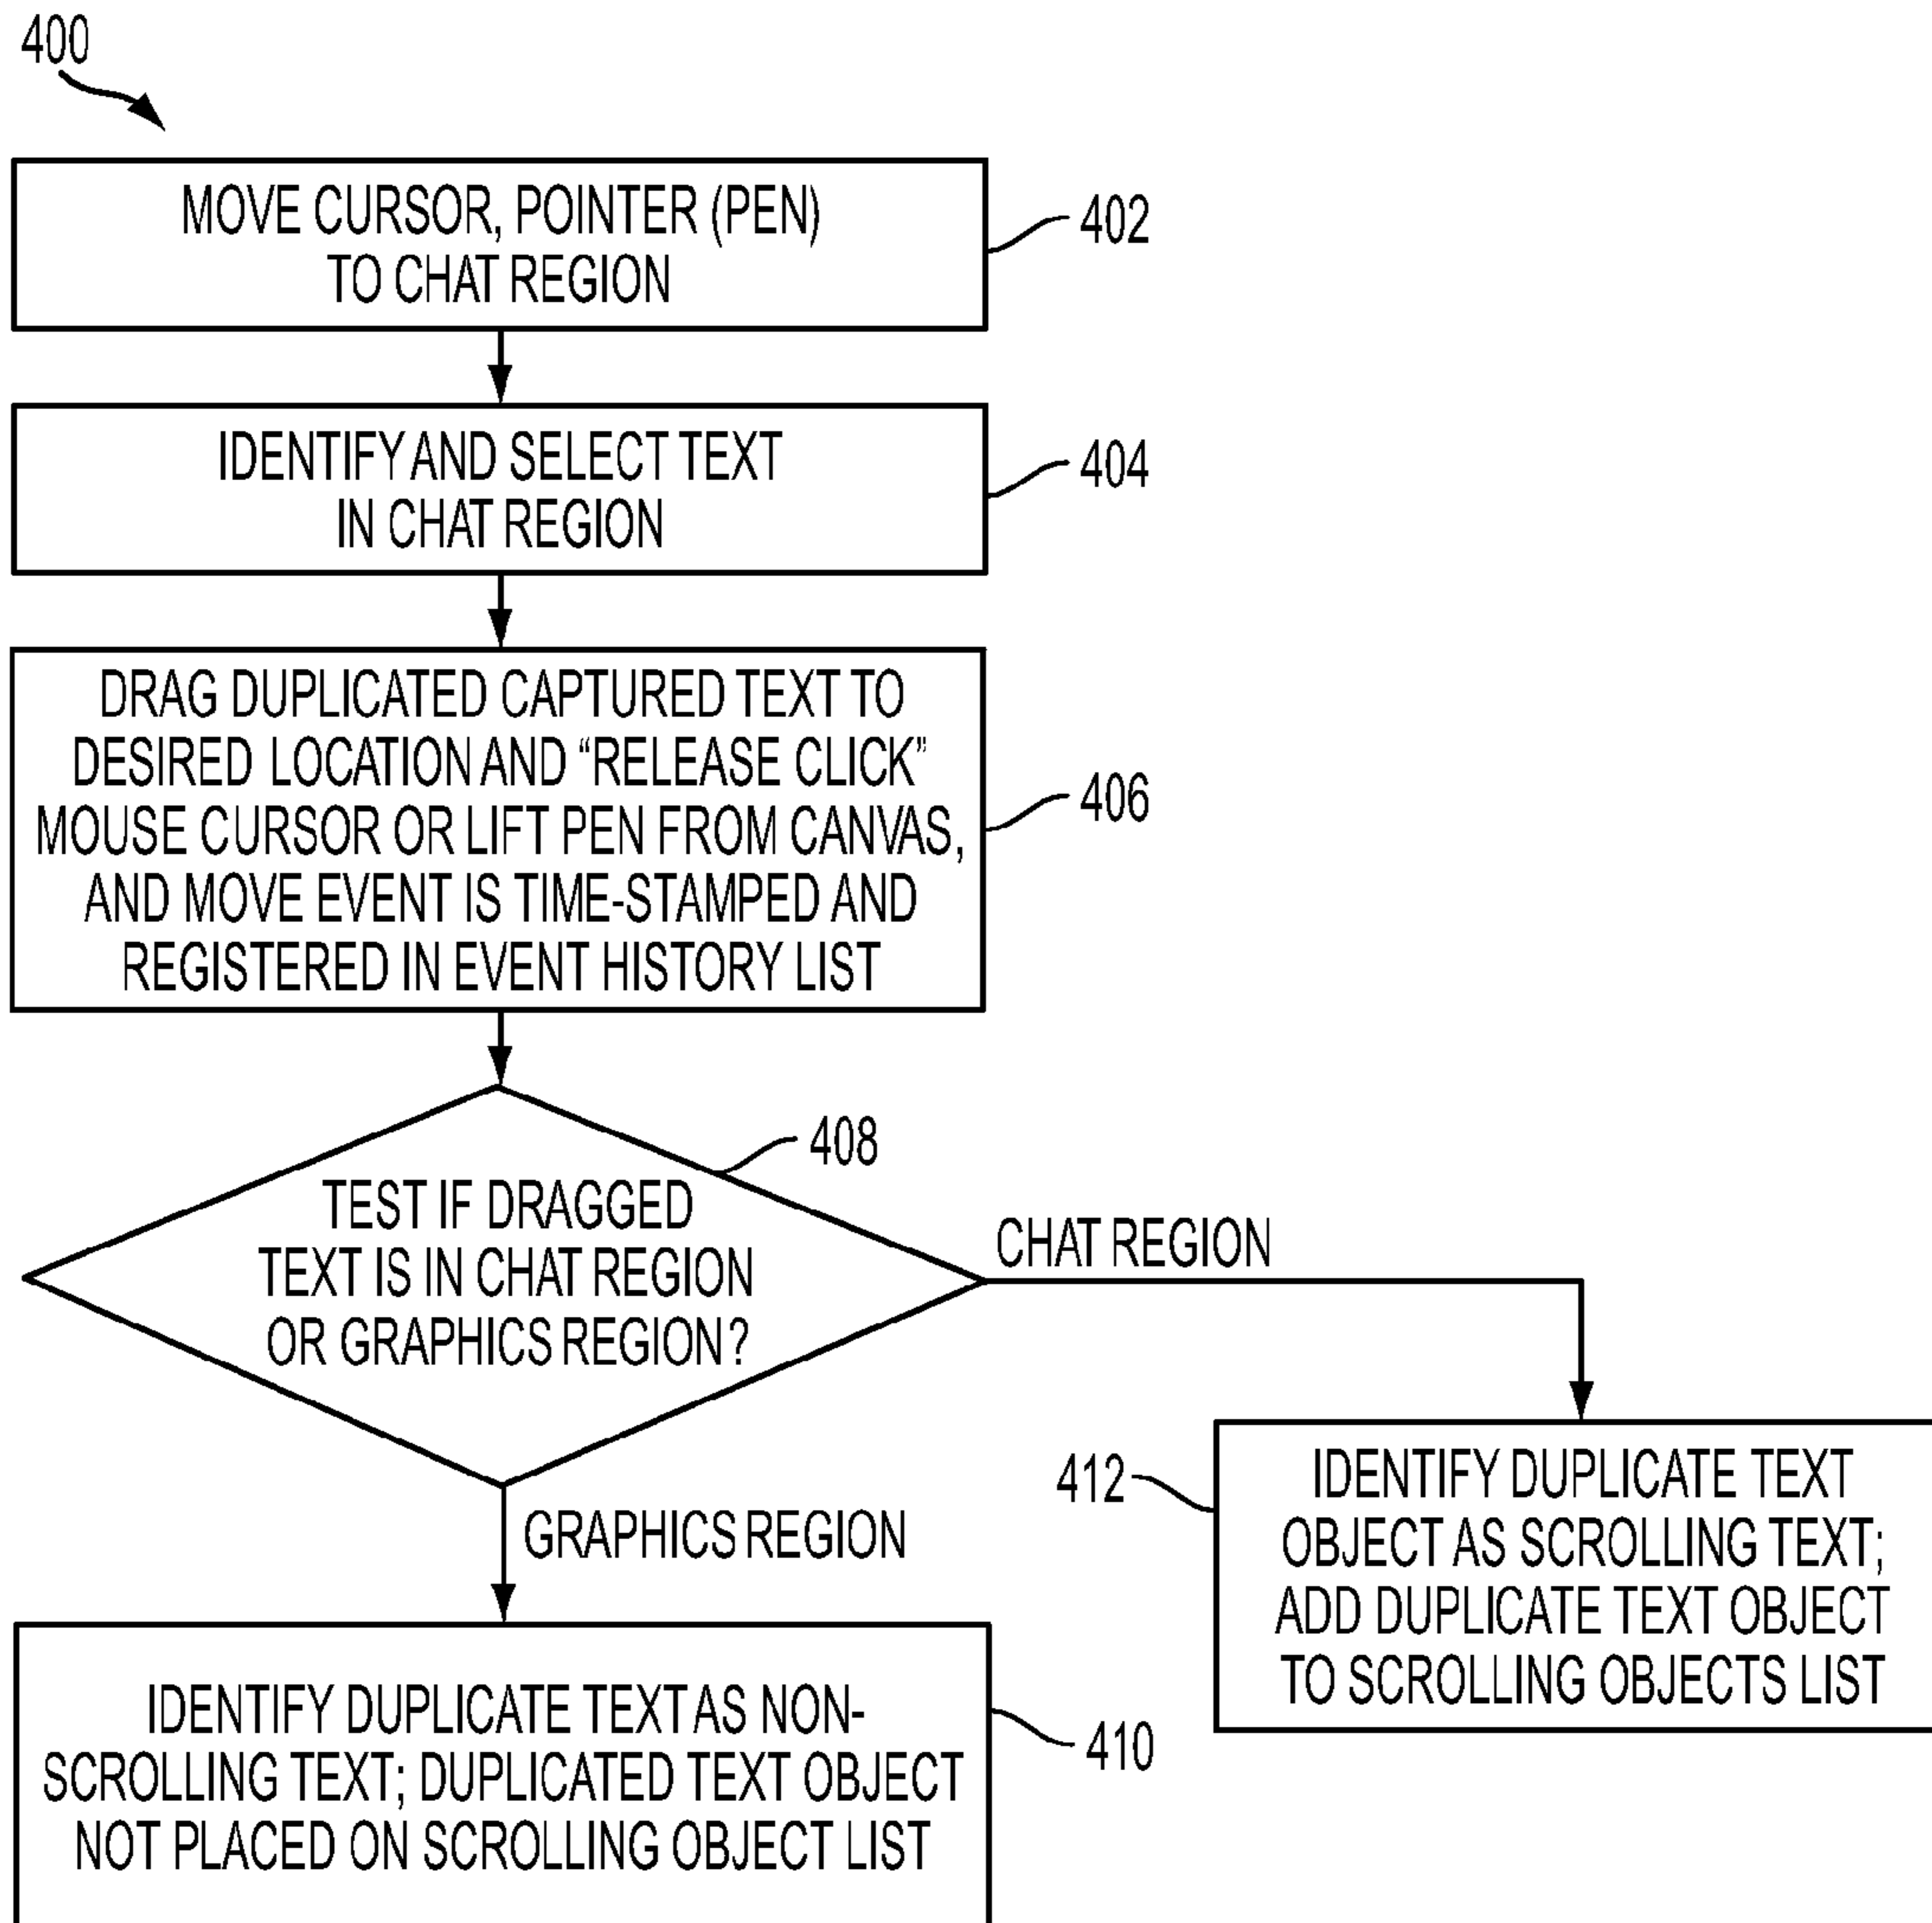 400
MOVE CURSOR, POINTER (PEN)
TO CHAT REGION
402
IDENTIFY AND SELECT TEXT
IN CHAT REGION
404
DRAG DUPLICATED CAPTURED TEXT TO
DESIRED LOCATION AND “RELEASE CLICK”
MOUSE CURSOR OR LIFT PEN FROM CANVAS,
AND MOVE EVENT IS TIME-STAMPED AND
REGISTERED IN EVENT HISTORY LIST
406
408
TEST IF DRAGGED
TEXT IS IN CHAT REGION
OR GRAPHICS REGION?
CHAT REGION
GRAPHICS REGION
412
IDENTIFY DUPLICATE TEXT
OBJECT AS SCROLLING TEXT;
ADD DUPLICATE TEXT OBJECT
TO SCROLLING OBJECTS LIST
IDENTIFY DUPLICATE TEXT AS NON-
SCROLLING TEXT; DUPLICATED TEXT OBJECT
NOT PLACED ON SCROLLING OBJECT LIST
410